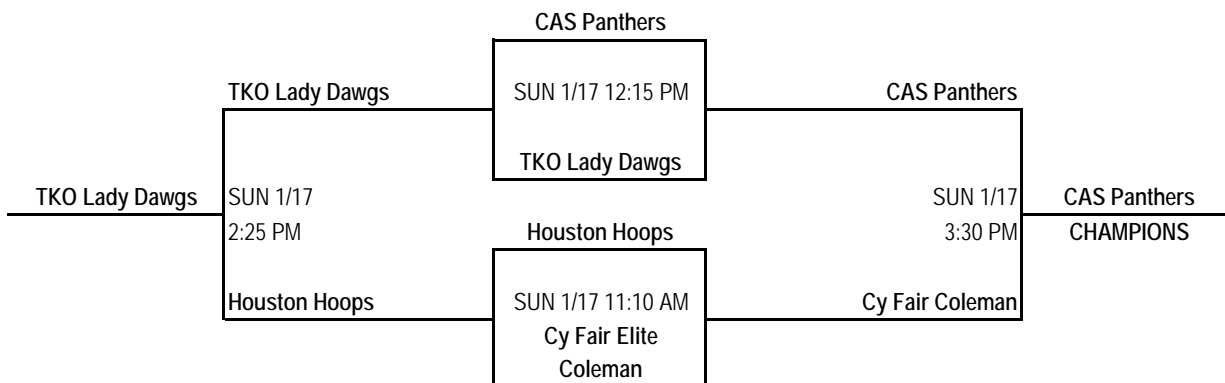 CAS Panthers
TKO Lady Dawgs SUN 1/17 12:15 PM CAS Panthers
TKO Lady Dawgs
TKO Lady Dawgs SUN 1/17 SUN 1/17 CAS Panthers
2:25 PM Houston Hoops 3:30 PM CHAMPIONS
Houston Hoops SUN 1/17 11:10 AM Cy Fair Coleman
Cy Fair Elite
Coleman